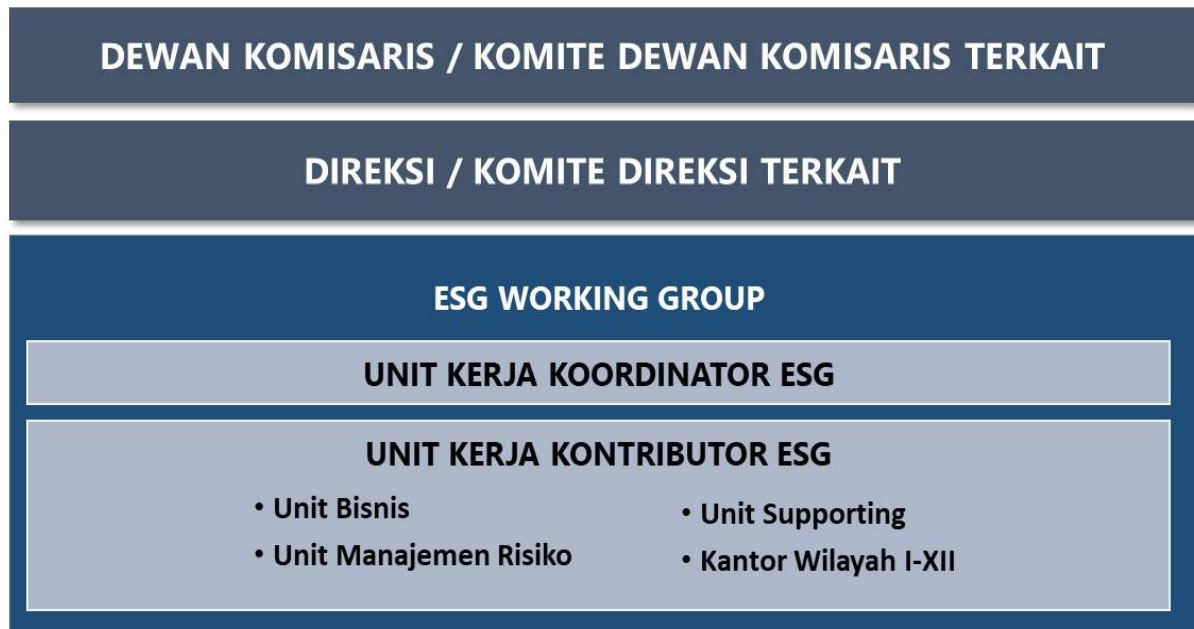 DEWAN KOMISARIS / KOMITE DEWAN KOMISARIS TERKAIT
DIREKSI / KOMITE DIREKSI TERKAIT
ESG WORKING GROUP
UNIT KERJA KOORDINATOR ESG
UNIT KERJA KONTRIBUTOR ESG
• Unit Bisnis
• Unit Manajemen Risiko
• Unit Supporting
• Kantor Wilayah I-XII